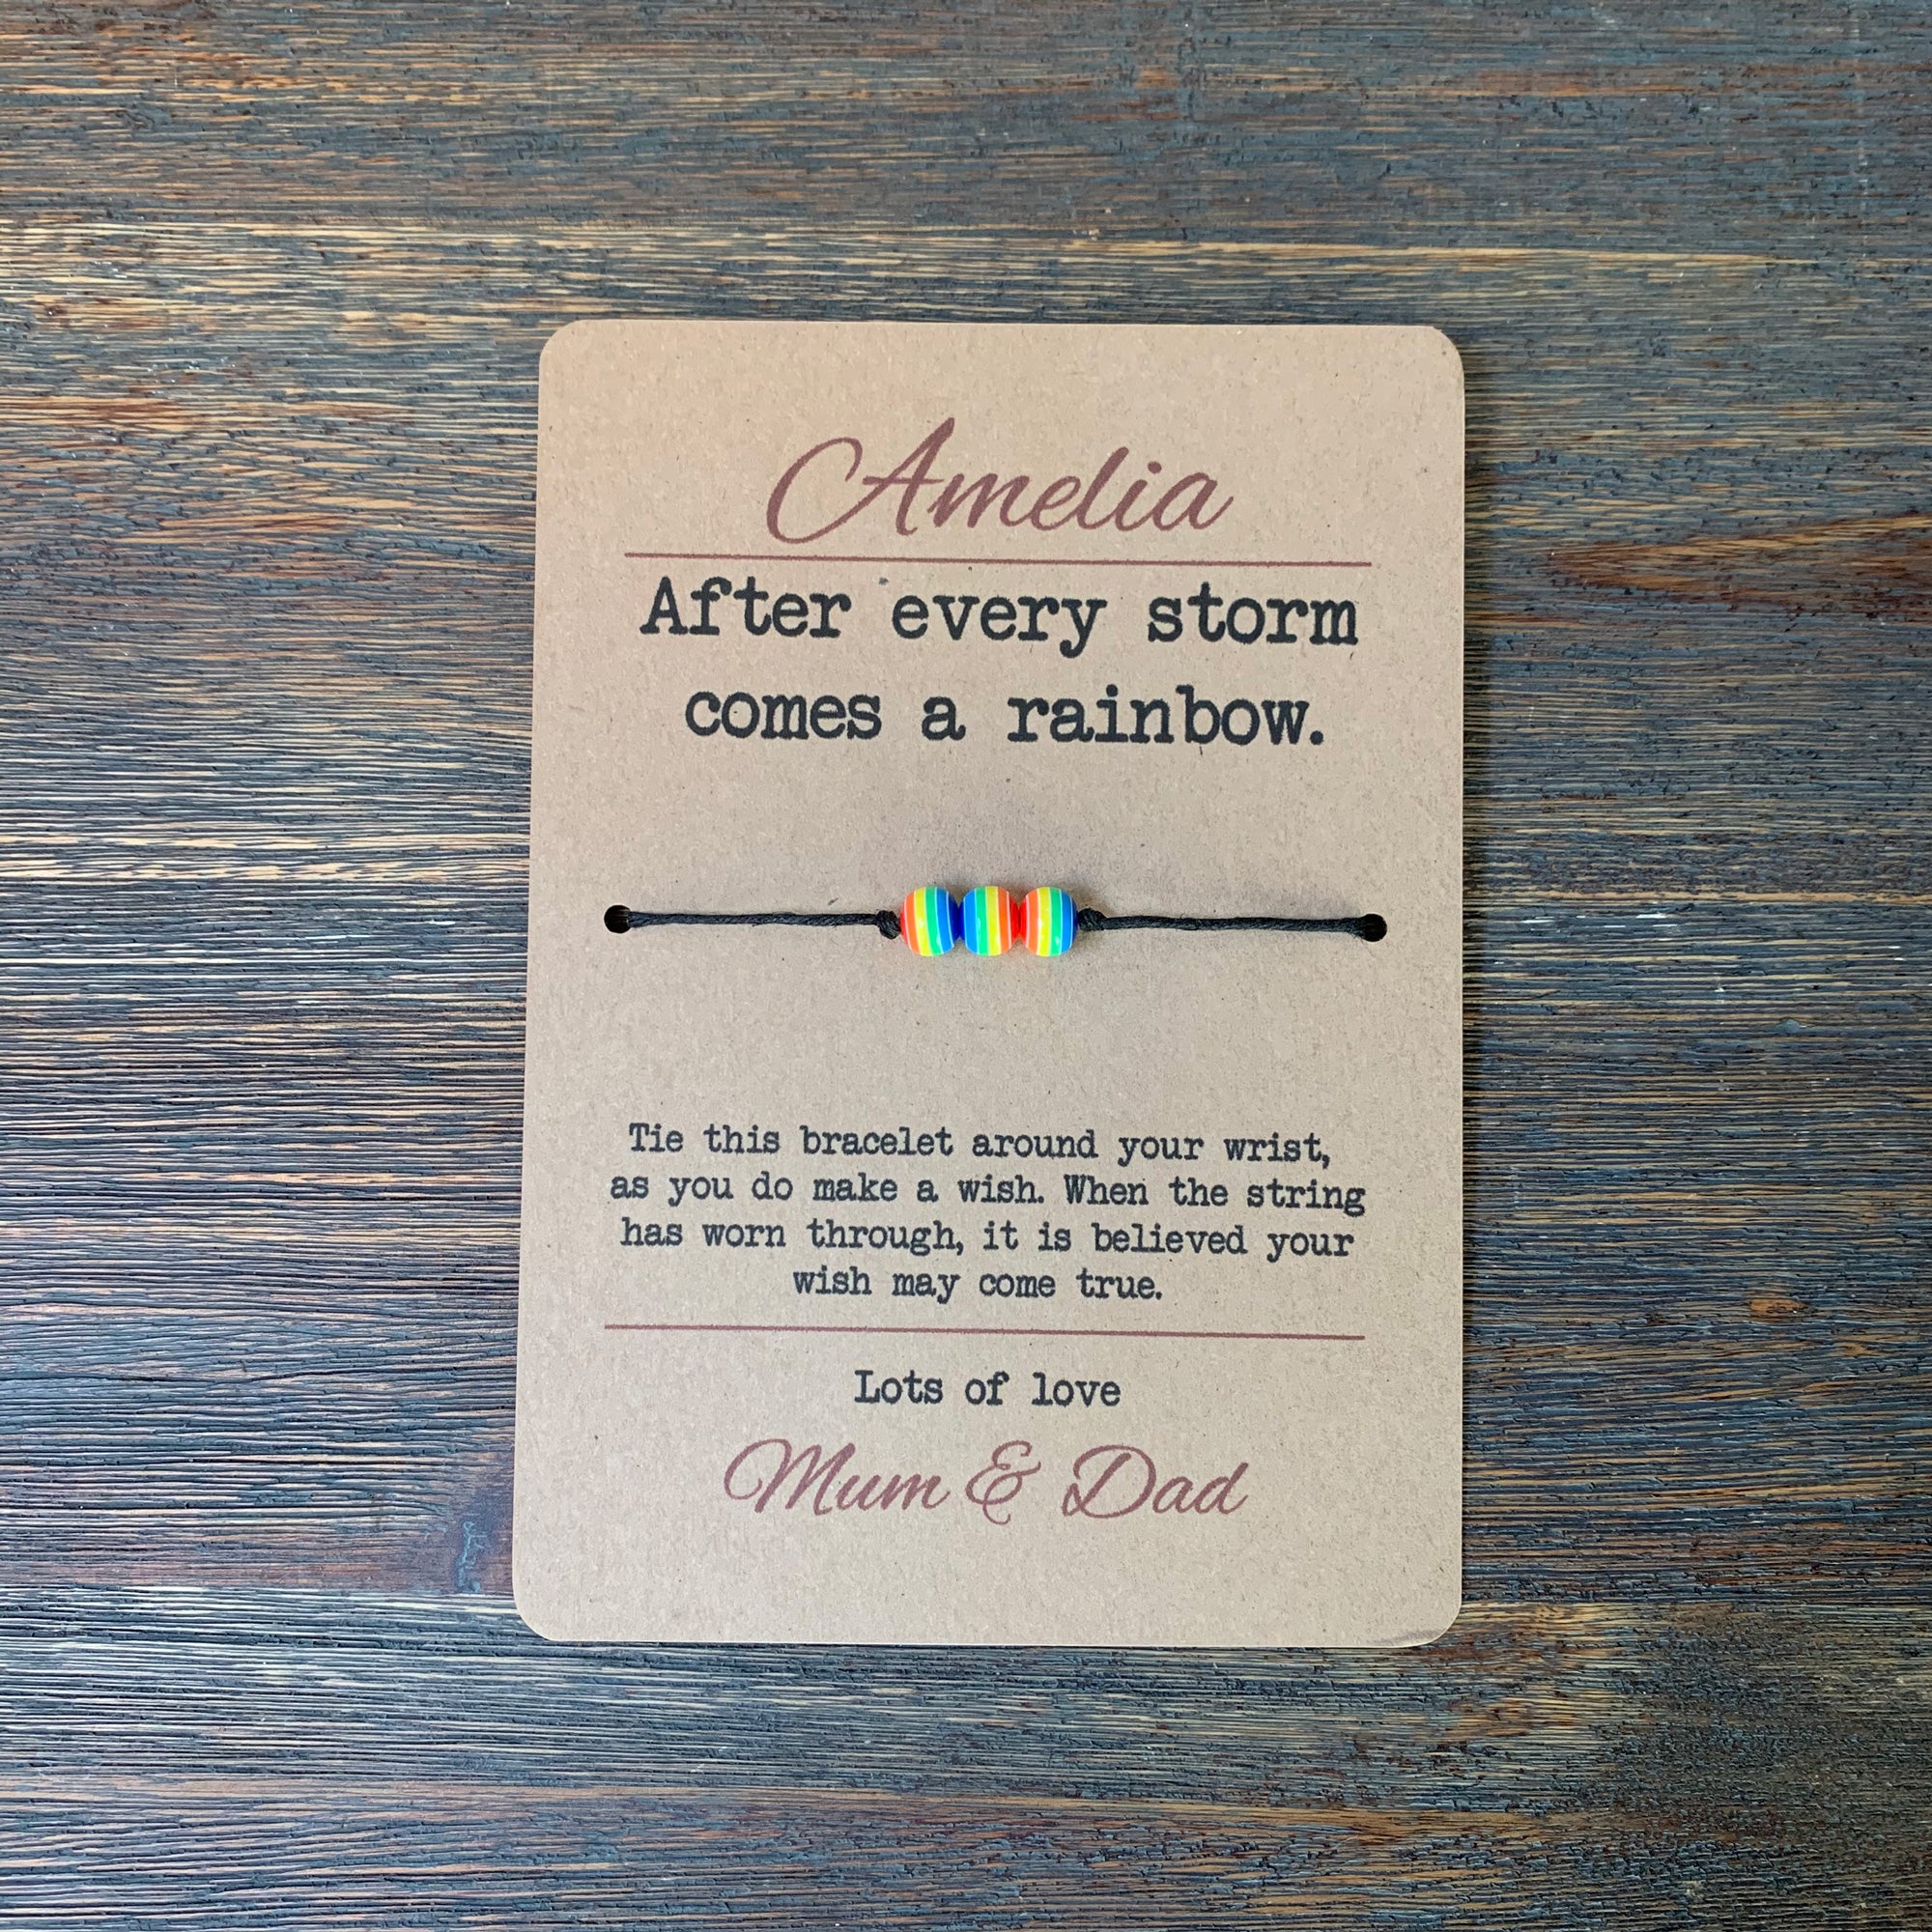 Amelia
After every storm
comes a rainbow.
Tie this bracelet around your wrist,
as you do make a wish. When the string
has worn through, it is believed your
wish may come true.
Lots of love
Mum & Dad